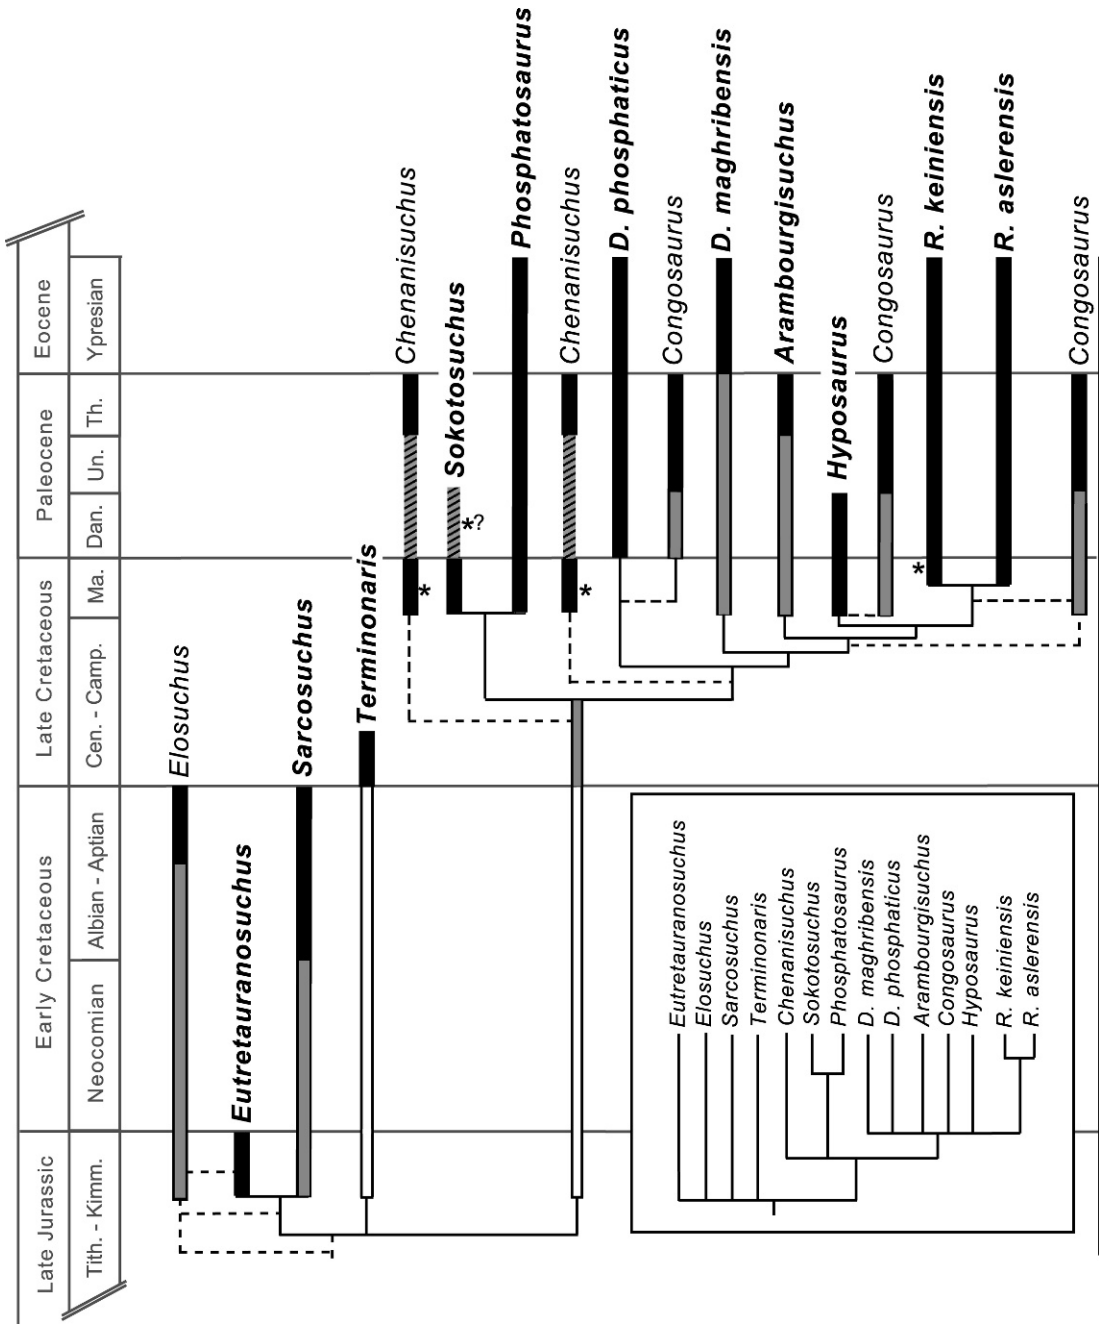 Late Jurassic
Early Cretaceous
Late Cretaceous
Paleocene
Eocene
Tith. - Kimm.
Neocomian
Albian - Aptian
Cen. - Camp.
Ma.
Dan.
Un.
Th.
Ypresian
Elosuchus
Eutretauranosuchus
Sarcosuchus
Terminonaris
Chenanisuchus
*
Sokotosuchus
*?
Phosphatosaurus
Chenanisuchus
*
D. phosphaticus
Congosaurus
D. maghribensis
Arambourgisuchus
Hyposaurus
Congosaurus
*
R. keiniensis
R. aslerensis
Congosaurus
Eutretauranosuchus
Elosuchus
Sarcosuchus
Terminonaris
Chenanisuchus
Sokotosuchus
Phosphatosaurus
D. maghribensis
D. phosphaticus
Arambourgisuchus
Congosaurus
Hyposaurus
R. keiniensis
R. aslerensis